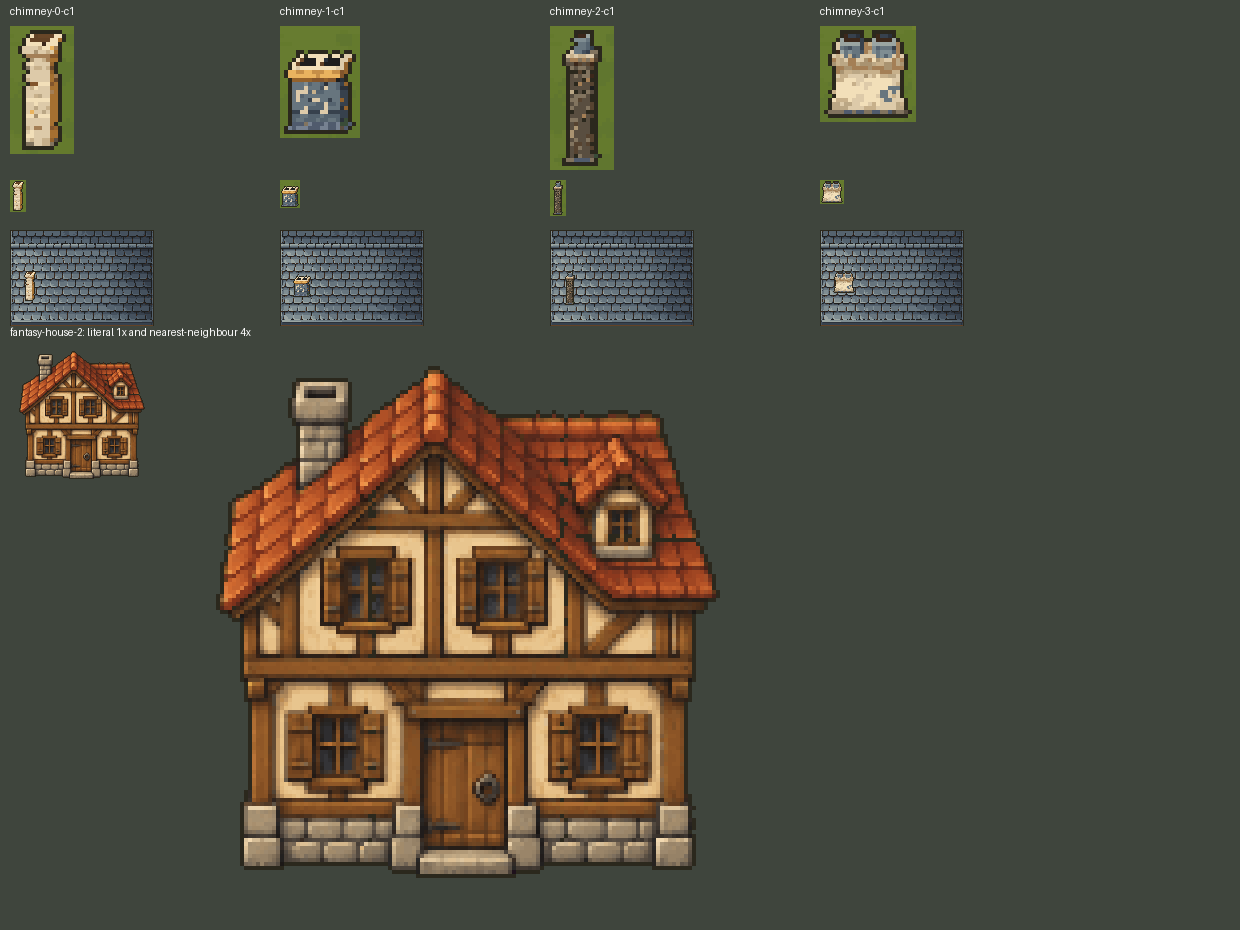 chimney-0-c1
chimney-1-c1
chimney-2-c1
chimney-3-c1
fantasy-house-2: literal 1x and nearest-neighbour 4x